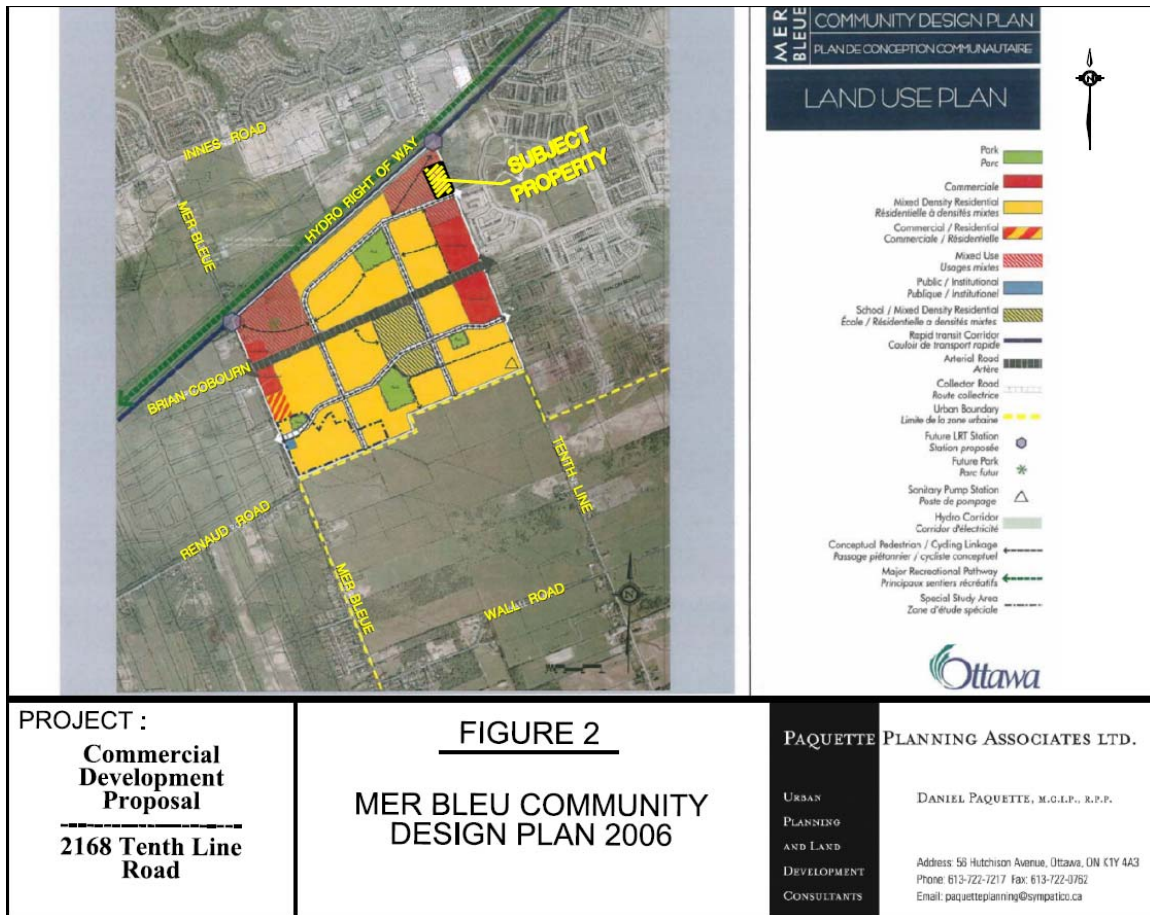 MER BLEUE
COMMUNITY DESIGN PLAN
PLAN DE CONCEPTION COMMUNAUTAIRE
LAND USE PLAN
N
INNES ROAD
MER BLEUE
HYDRO RIGHT OF WAY
SUBJECT
PROPERTY
BRIAN COBOURN
TENTH LINE
RENAUD ROAD
MER BLEUE
WALL ROAD
N
Park
Parc
Commerciale
Mixed Density Residential
Résidentielle à densités mixtes
Commercial / Residential
Commerciale / Résidentielle
Mixed Use
Usages mixtes
Public / Institutional
Publique / Institutionel
School / Mixed Density Residential
École / Résidentielle a densités mixtes
Rapid transit Corridor
Couloir de transport rapide
Arterial Road
Artère
Collector Road
Route collectrice
Urban Boundary
Limite de la zone urbaine
Future LRT Station
Station proposée
Future Park
Parc futur
Sanitary Pump Station
Poste de pompage
Hydro Corridor
Corridor d'électricité
Conceptual Pedestrian / Cycling Linkage
Passage piétonnier / cycliste conceptuel
Major Recreational Pathway
Principaux sentiers récréatifs
Special Study Area
Zone d'étude spéciale
Ottawa
PROJECT :
Commercial
Development
Proposal
2168 Tenth Line
Road
FIGURE 2
MER BLEU COMMUNITY
DESIGN PLAN 2006
PAQUETTE PLANNING ASSOCIATES LTD.
URBAN
PLANNING
AND LAND
DEVELOPMENT
CONSULTANTS
DANIEL PAQUETTE, M.C.I.P., R.P.P.
Address: 56 Hutchison Avenue, Ottawa, ON K1Y 4A3
Phone: 613-722-7217 Fax: 613-722-0762
Email: paquetteplanning@sympatico.ca